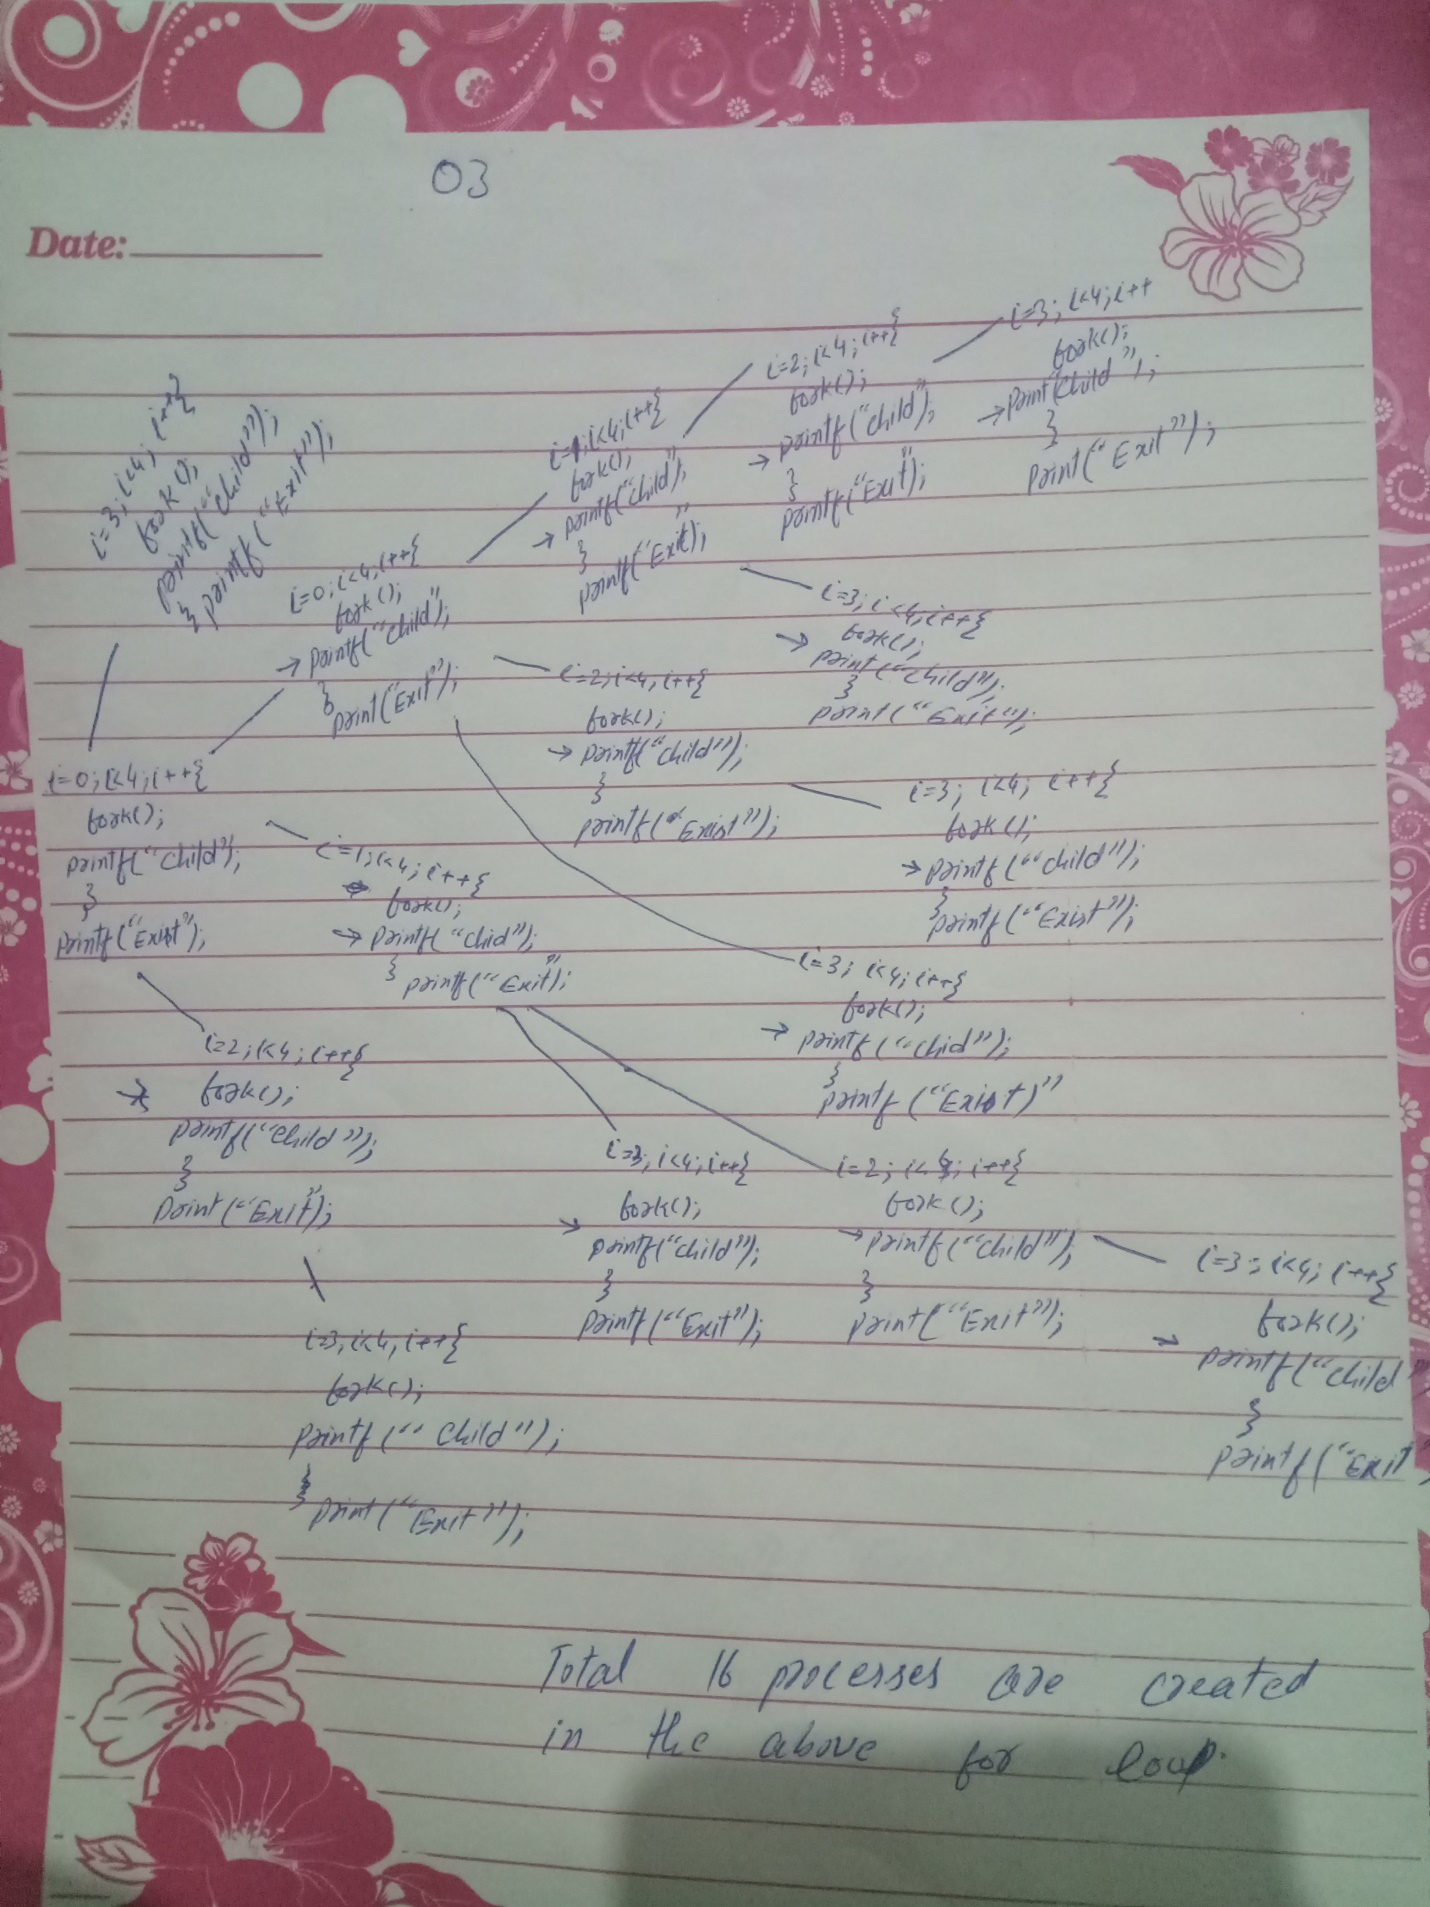 03
Date:
i=3; i<4; i++{
fork();
printf("child");
} printf("Exit");
i=0; i<4; i++{
fork();
printf("child");
}
print("Exit");
i=1; i<4; i++{
fork();
printf("child");
}
printf("Exit);
i=2; i<4; i++{
fork();
printf("child");
}
printf("Exit);
i=3; i<4; i++
fork();
print(Child");
}
print("Exit");
i=3; i<4; i++{
fork();
print("child");
}
print("Exit");
i=2; i<4; i++{
fork();
printf("child");
}
printf("Exist");
i=3; i<4; i++{
fork();
printf("child");
}
printf("Exist");
i=0; i<4; i++{
fork();
printf("child");
}
printf("Exist");
i=1; i<4; i++{
fork();
printf("chid");
} printf("Exit);
i=3; i<4; i++{
fork();
printf("chid");
}
printf("Exist)"
i=2; i<4; i++{
fork();
printf("child");
}
print("Exit");
i=3; i<4; i++{
fork();
printf("child");
}
printf("Exit");
i=2; i<4; i++{
fork();
printf("child");
}
print("Exit");
i=3; i<4; i++{
fork();
printf("child"
}
printf("Exit"
i=3, i<4, i++{
fork();
printf("Child");
}
print("Exit");
Total 16 processes are created
in the above for loop.